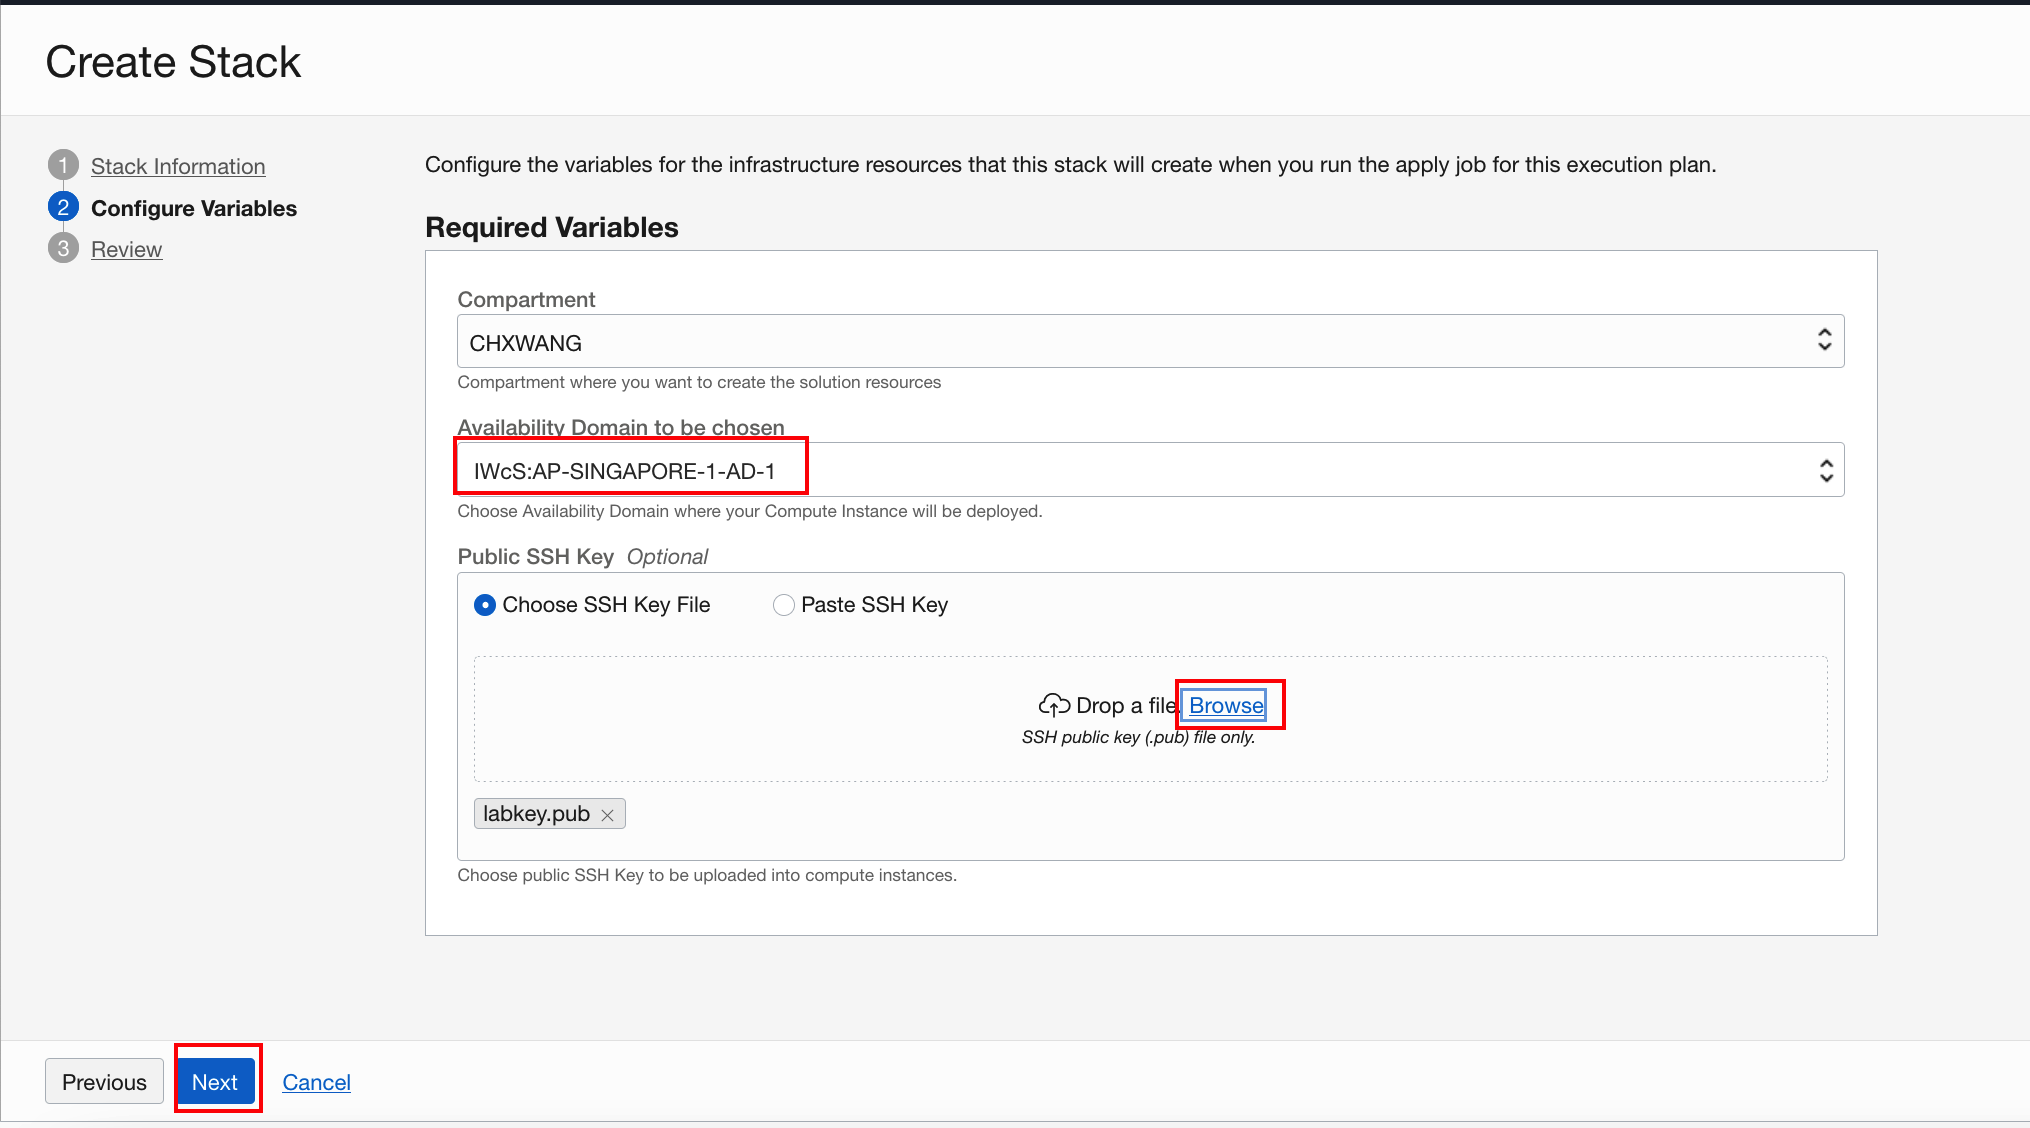 Create Stack
1 Stack Information
2 Configure Variables
3 Review
Configure the variables for the infrastructure resources that this stack will create when you run the apply job for this execution plan.
Required Variables
Compartment
CHXWANG
Compartment where you want to create the solution resources
Availability Domain to be chosen
IWcS:AP-SINGAPORE-1-AD-1
Choose Availability Domain where your Compute Instance will be deployed.
Public SSH Key Optional
Choose SSH Key File Paste SSH Key
Drop a file. Browse
SSH public key (.pub) file only.
labkey.pub
Choose public SSH Key to be uploaded into compute instances.
Previous Next Cancel